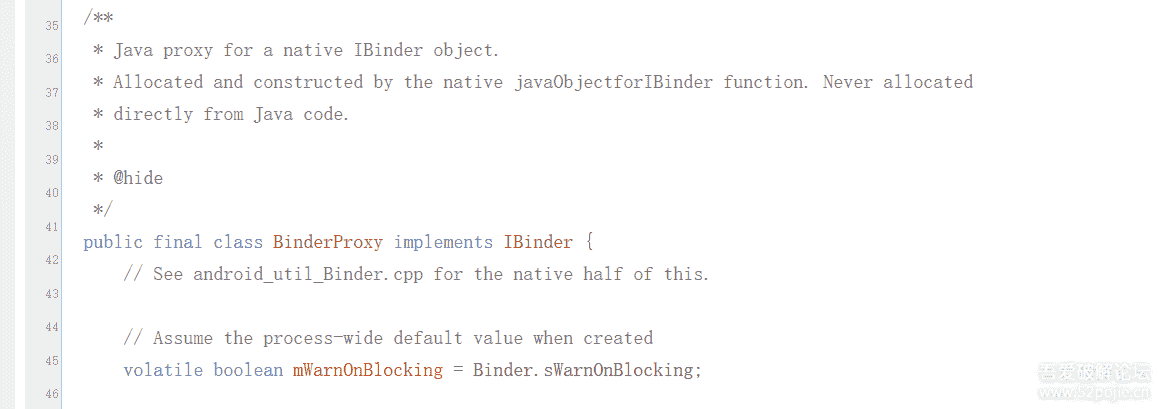 35 /**
36 * Java proxy for a native IBinder object.
37 * Allocated and constructed by the native javaObjectforIBinder function. Never allocated
38 * directly from Java code.
39 *
40 * @hide
41 */
42 public final class BinderProxy implements IBinder {
43 // See android_util_Binder.cpp for the native half of this.
44
45 // Assume the process-wide default value when created
46 volatile boolean mWarnOnBlocking = Binder.sWarnOnBlocking;
吾爱破解论坛
www.52pojie.cn